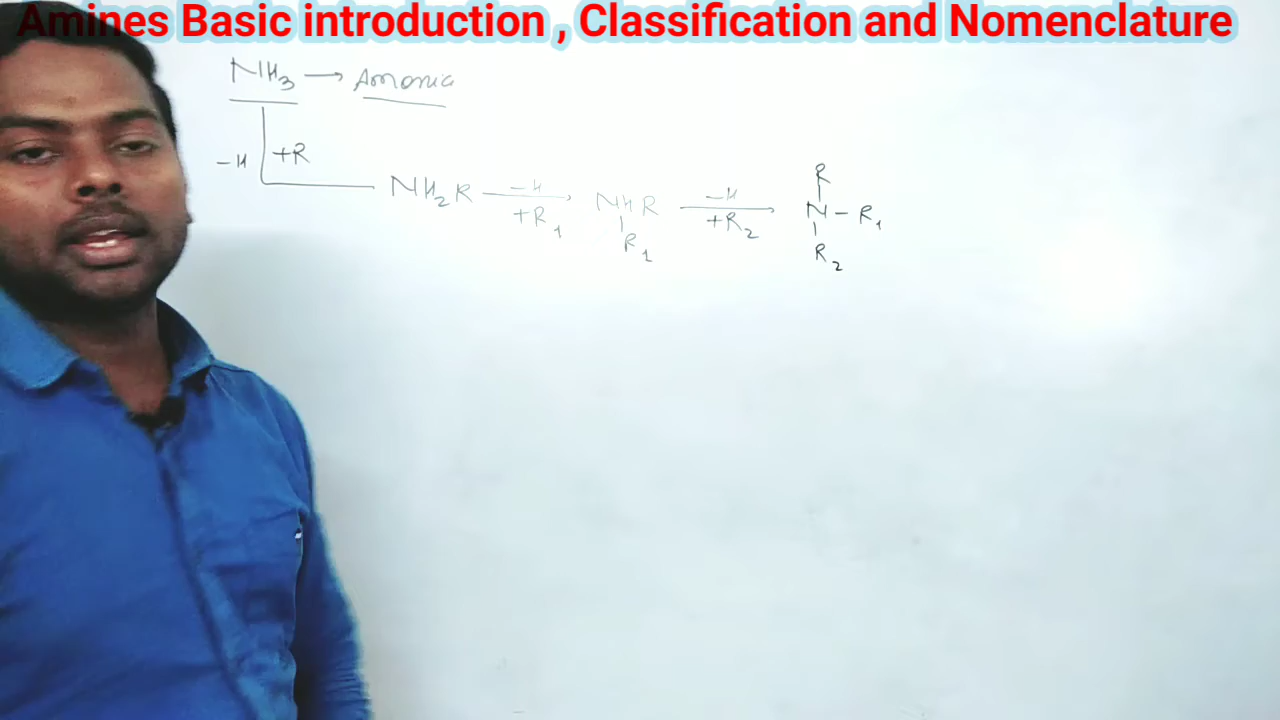 Amines Basic introduction , Classification and Nomenclature
NH3 → Amonia
-H +R
NH2R -H +R1 → NHR -H +R2 → R
N - R1
R1
R2